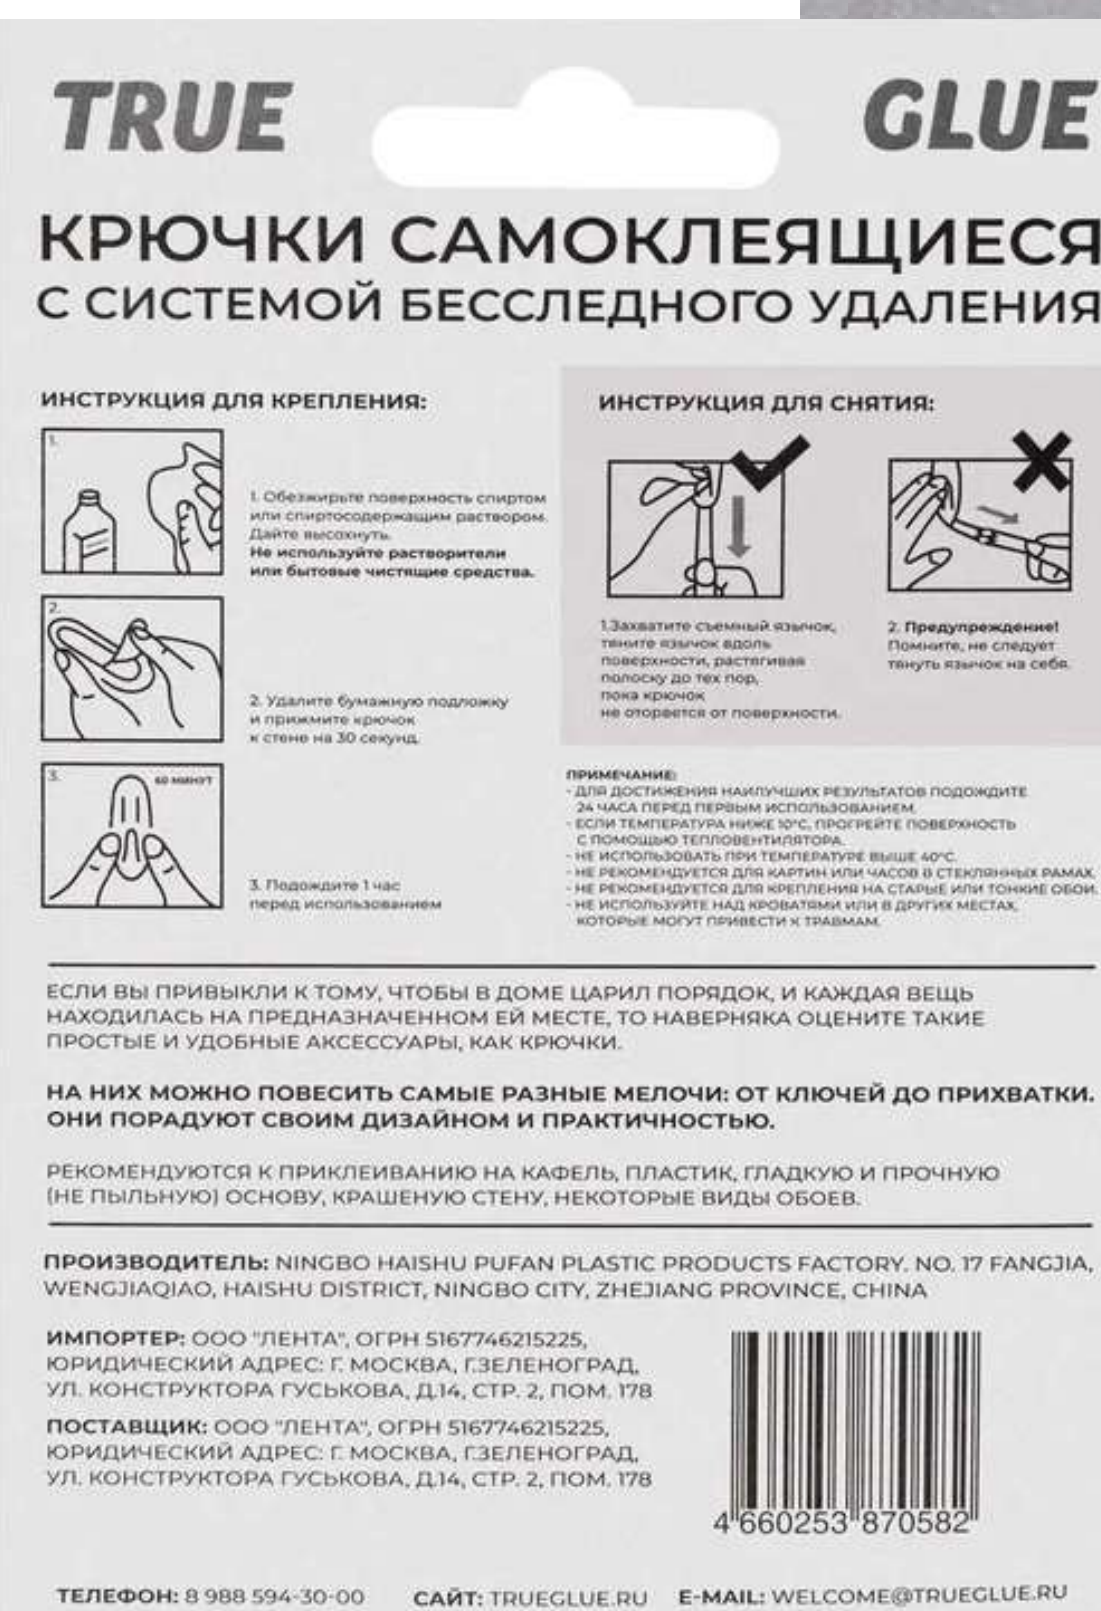 TRUE GLUE
КРЮЧКИ САМОКЛЕЯЩИЕСЯ
С СИСТЕМОЙ БЕССЛЕДНОГО УДАЛЕНИЯ
ИНСТРУКЦИЯ ДЛЯ КРЕПЛЕНИЯ:
1.
1. Обезжирьте поверхность спиртом
или спиртосодержащим раствором.
Дайте высохнуть.
Не используйте растворители
или бытовые чистящие средства.
2.
2. Удалите бумажную подложку
и прижмите крючок
к стене на 30 секунд.
3.
60 МИНУТ
3. Подождите 1 час
перед использованием
ИНСТРУКЦИЯ ДЛЯ СНЯТИЯ:
1.Захватите съемный язычок,
тяните язычок вдоль
поверхности, растягивая
полоску до тех пор,
пока крючок
не оторвется от поверхности.
2. Предупреждение!
Помните, не следует
тянуть язычок на себя.
ПРИМЕЧАНИЕ:
- ДЛЯ ДОСТИЖЕНИЯ НАИЛУЧШИХ РЕЗУЛЬТАТОВ ПОДОЖДИТЕ
24 ЧАСА ПЕРЕД ПЕРВЫМ ИСПОЛЬЗОВАНИЕМ.
- ЕСЛИ ТЕМПЕРАТУРА НИЖЕ 10°С, ПРОГРЕЙТЕ ПОВЕРХНОСТЬ
С ПОМОЩЬЮ ТЕПЛОВЕНТИЛЯТОРА.
- НЕ ИСПОЛЬЗОВАТЬ ПРИ ТЕМПЕРАТУРЕ ВЫШЕ 40°С.
- НЕ РЕКОМЕНДУЕТСЯ ДЛЯ КАРТИН ИЛИ ЧАСОВ В СТЕКЛЯННЫХ РАМАХ.
- НЕ РЕКОМЕНДУЕТСЯ ДЛЯ КРЕПЛЕНИЯ НА СТАРЫЕ ИЛИ ТОНКИЕ ОБОИ.
- НЕ ИСПОЛЬЗУЙТЕ НАД КРОВАТЯМИ ИЛИ В ДРУГИХ МЕСТАХ,
КОТОРЫЕ МОГУТ ПРИВЕСТИ К ТРАВМАМ.
ЕСЛИ ВЫ ПРИВЫКЛИ К ТОМУ, ЧТОБЫ В ДОМЕ ЦАРИЛ ПОРЯДОК, И КАЖДАЯ ВЕЩЬ
НАХОДИЛАСЬ НА ПРЕДНАЗНАЧЕННОМ ЕЙ МЕСТЕ, ТО НАВЕРНЯКА ОЦЕНИТЕ ТАКИЕ
ПРОСТЫЕ И УДОБНЫЕ АКСЕССУАРЫ, КАК КРЮЧКИ.
НА НИХ МОЖНО ПОВЕСИТЬ САМЫЕ РАЗНЫЕ МЕЛОЧИ: ОТ КЛЮЧЕЙ ДО ПРИХВАТКИ.
ОНИ ПОРАДУЮТ СВОИМ ДИЗАЙНОМ И ПРАКТИЧНОСТЬЮ.
РЕКОМЕНДУЮТСЯ К ПРИКЛЕИВАНИЮ НА КАФЕЛЬ, ПЛАСТИК, ГЛАДКУЮ И ПРОЧНУЮ
(НЕ ПЫЛЬНУЮ) ОСНОВУ, КРАШЕНУЮ СТЕНУ, НЕКОТОРЫЕ ВИДЫ ОБОЕВ.
ПРОИЗВОДИТЕЛЬ: NINGBO HAISHU PUFAN PLASTIC PRODUCTS FACTORY. NO. 17 FANGJIA,
WENGJIAQIAO, HAISHU DISTRICT, NINGBO CITY, ZHEJIANG PROVINCE, CHINA
ИМПОРТЕР: ООО "ЛЕНТА", ОГРН 5167746215225,
ЮРИДИЧЕСКИЙ АДРЕС: Г. МОСКВА, Г.ЗЕЛЕНОГРАД,
УЛ. КОНСТРУКТОРА ГУСЬКОВА, Д.14, СТР. 2, ПОМ. 178
ПОСТАВЩИК: ООО "ЛЕНТА", ОГРН 5167746215225,
ЮРИДИЧЕСКИЙ АДРЕС: Г. МОСКВА, Г.ЗЕЛЕНОГРАД,
УЛ. КОНСТРУКТОРА ГУСЬКОВА, Д.14, СТР. 2, ПОМ. 178
4 660253 870582
ТЕЛЕФОН: 8 988 594-30-00 САЙТ: TRUEGLUE.RU E-MAIL: WELCOME@TRUEGLUE.RU